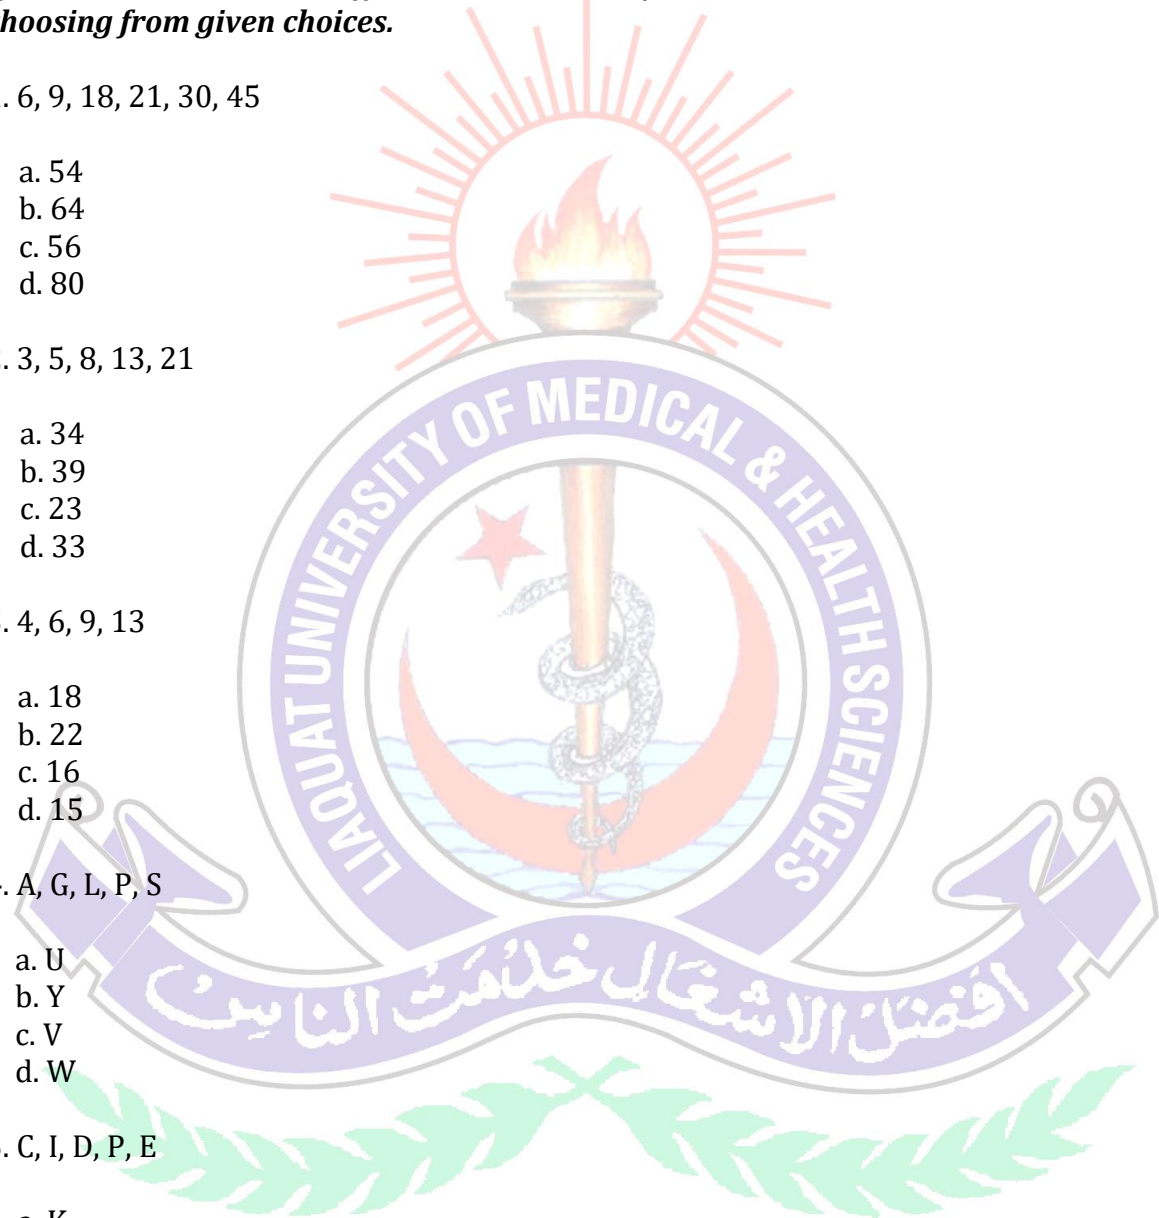 hoosing from given choices.
. 6, 9, 18, 21, 30, 45
a. 54
b. 64
c. 56
d. 80
. 3, 5, 8, 13, 21
a. 34
b. 39
c. 23
d. 33
. 4, 6, 9, 13
a. 18
b. 22
c. 16
d. 15
. A, G, L, P, S
a. U
b. Y
c. V
d. W
. C, I, D, P, E
LIAQUAT UNIVERSITY OF MEDICAL & HEALTH SCIENCES
افضل الاشغال خدمت الناس